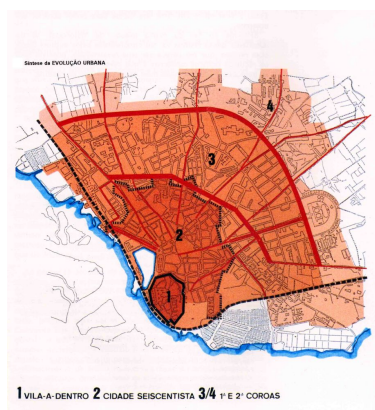 Síntese da EVOLUÇÃO URBANA
4
3
2
1
1 VILA-A-DENTRO 2 CIDADE SEISCENTISTA 3/4 1ª E 2ª COROAS